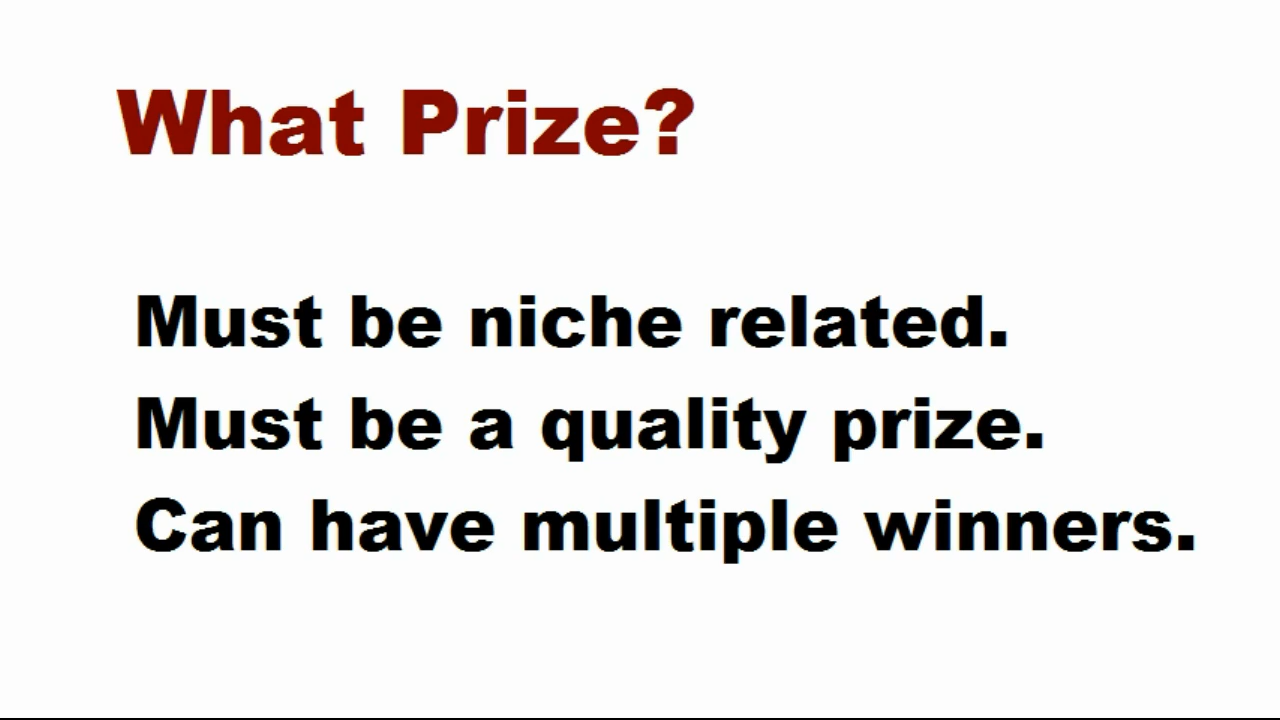 What Prize?
Must be niche related.
Must be a quality prize.
Can have multiple winners.